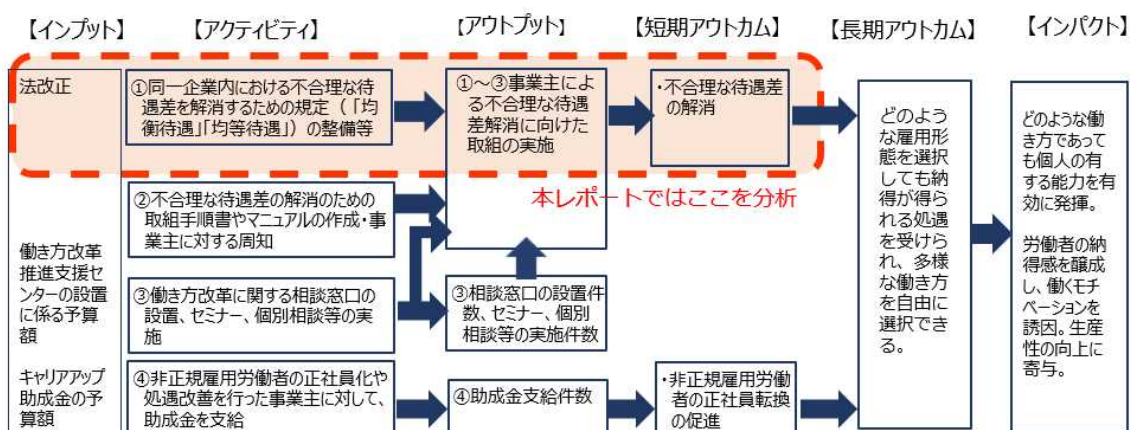 【インプット】
【アクティビティ】
【アウトプット】
【短期アウトカム】
【長期アウトカム】
【インパクト】
法改正
①同一企業内における不合理な待
遇差を解消するための規定（「均
衡待遇」「均等待遇」）の整備等
①～③事業主によ
る不合理な待遇
差解消に向けた
取組の実施
・不合理な待遇差
の解消
本レポートではここを分析
②不合理な待遇差の解消のための
取組手順書やマニュアルの作成・事
業主に対する周知
働き方改革
推進支援セ
ンターの設置
に係る予算
額
③働き方改革に関する相談窓口の
設置、セミナー、個別相談等の実
施
③相談窓口の設置件
数、セミナー、個別
相談等の実施件数
キャリアアップ
助成金の予
算額
④非正規雇用労働者の正社員化や
処遇改善を行った事業主に対して、
助成金を支給
④助成金支給件数
・非正規雇用労働
者の正社員転換
の促進
どのよう
な雇用形
態を選択
しても納
得が得ら
れる処遇
を受けら
れ、多様
な働き方
を自由に
選択でき
る。
どのような働
き方であって
も個人の有
する能力を有
効に発揮。
労働者の納
得感を醸成
し、働くモチ
ベーションを
誘因。生産
性の向上に
寄与。